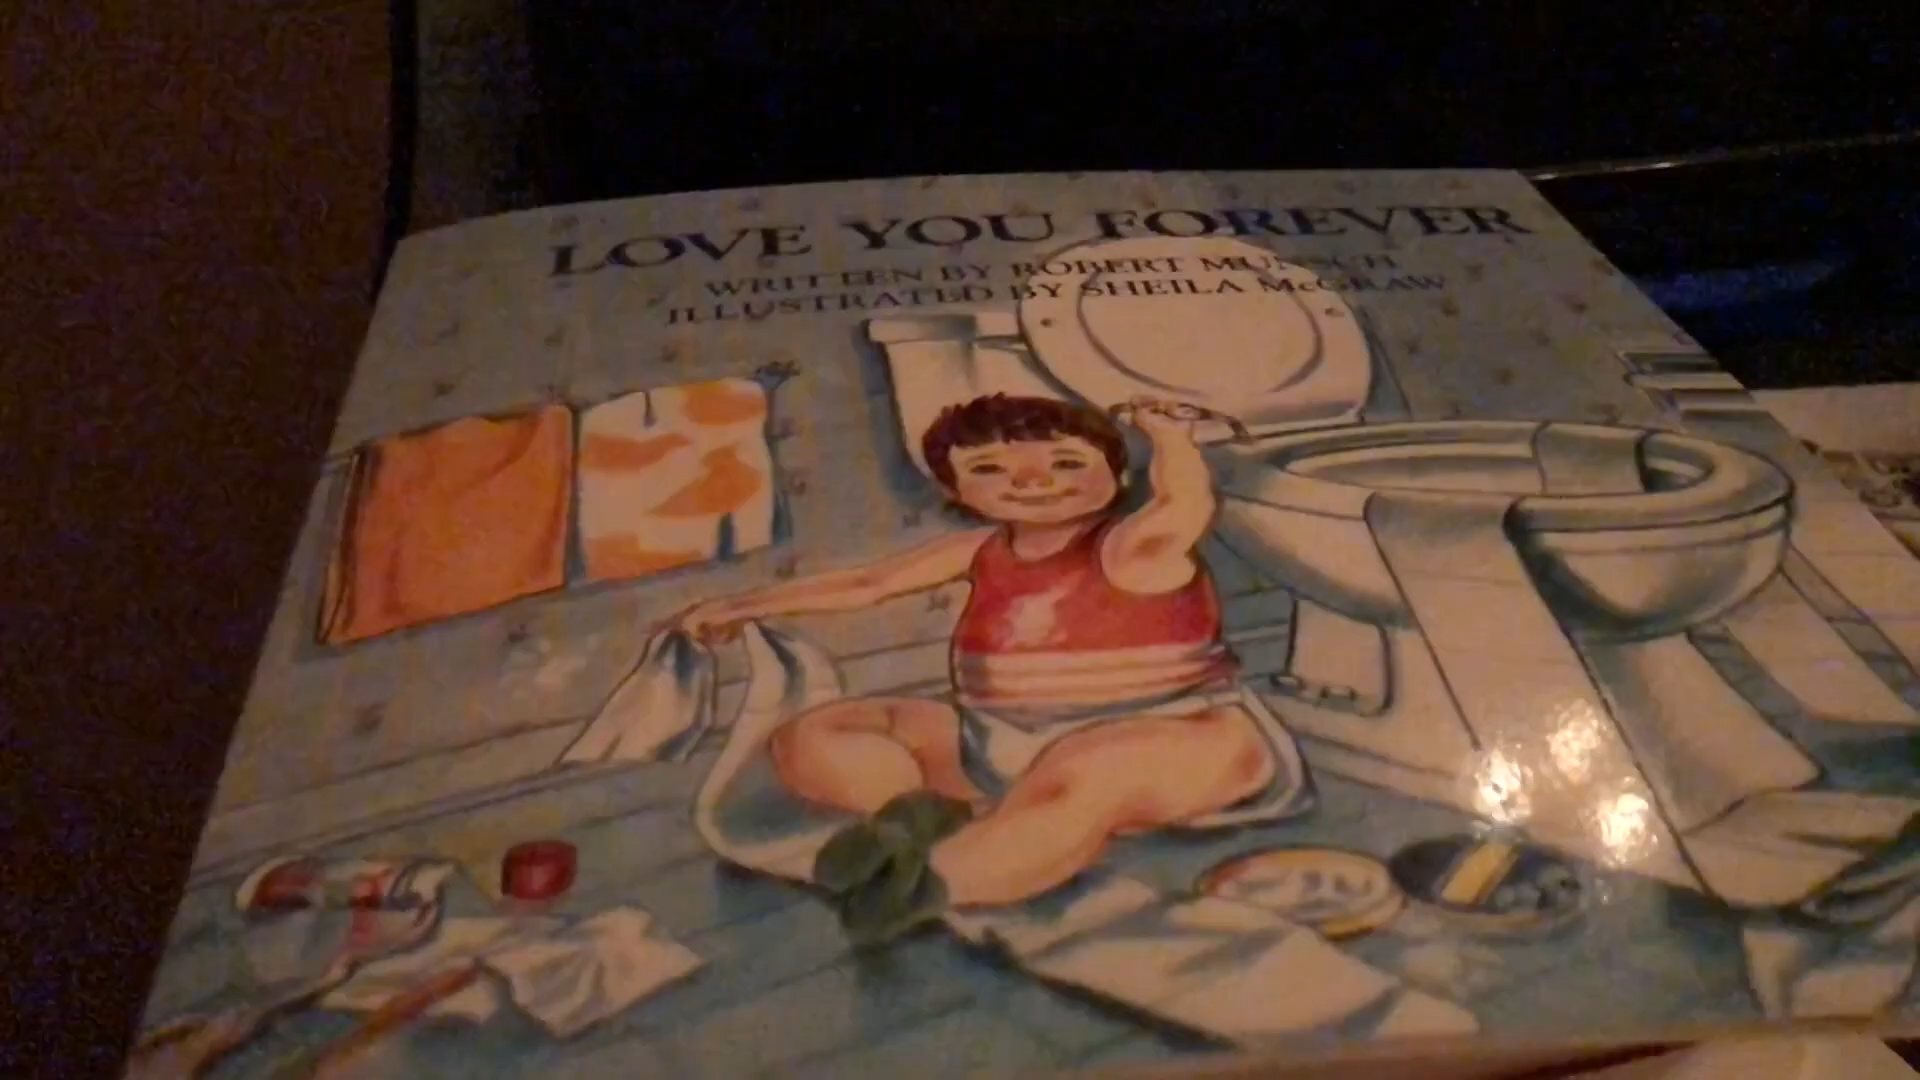 LOVE YOU FOREVER
WRITTEN BY ROBERT MUNSCH
ILLUSTRATED BY SHEILA McGRAW